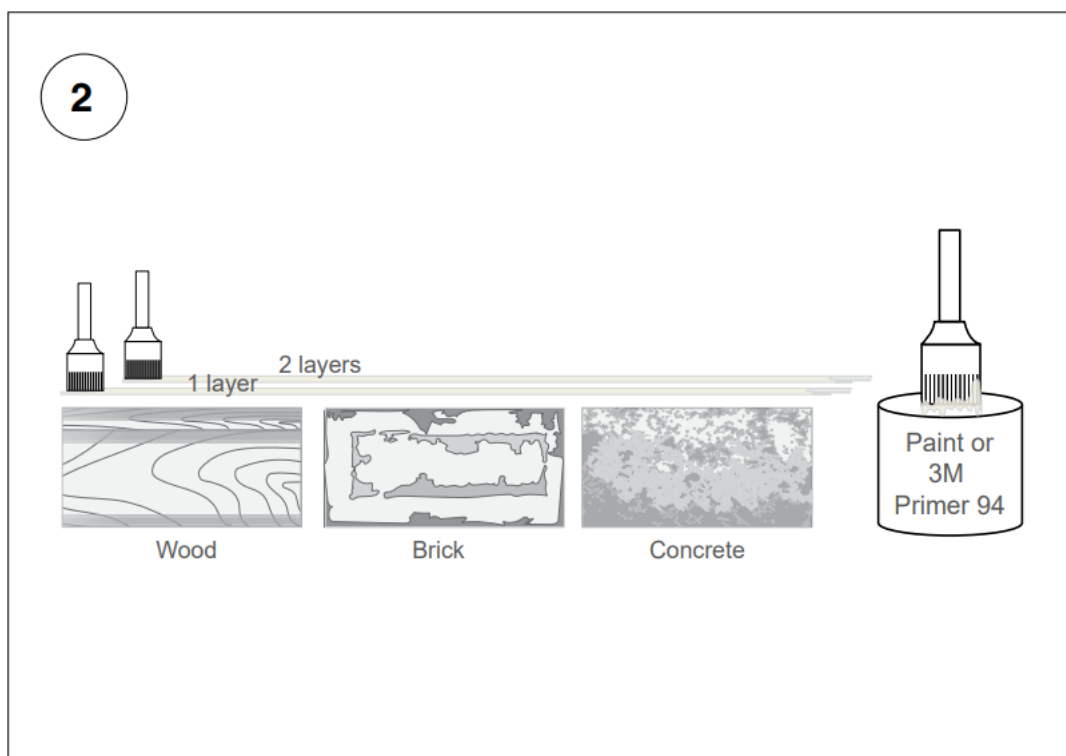 2
2 layers
1 layer
Paint or
3M
Primer 94
Wood
Brick
Concrete